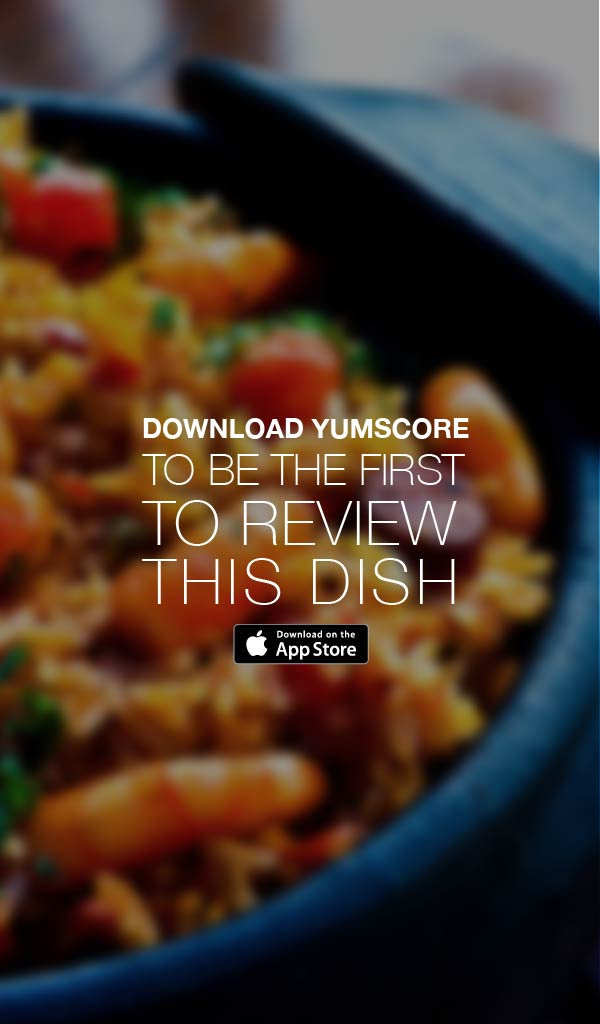 DOWNLOAD YUMSCORE
TO BE THE FIRST
TO REVIEW
THIS DISH
Download on the
App Store